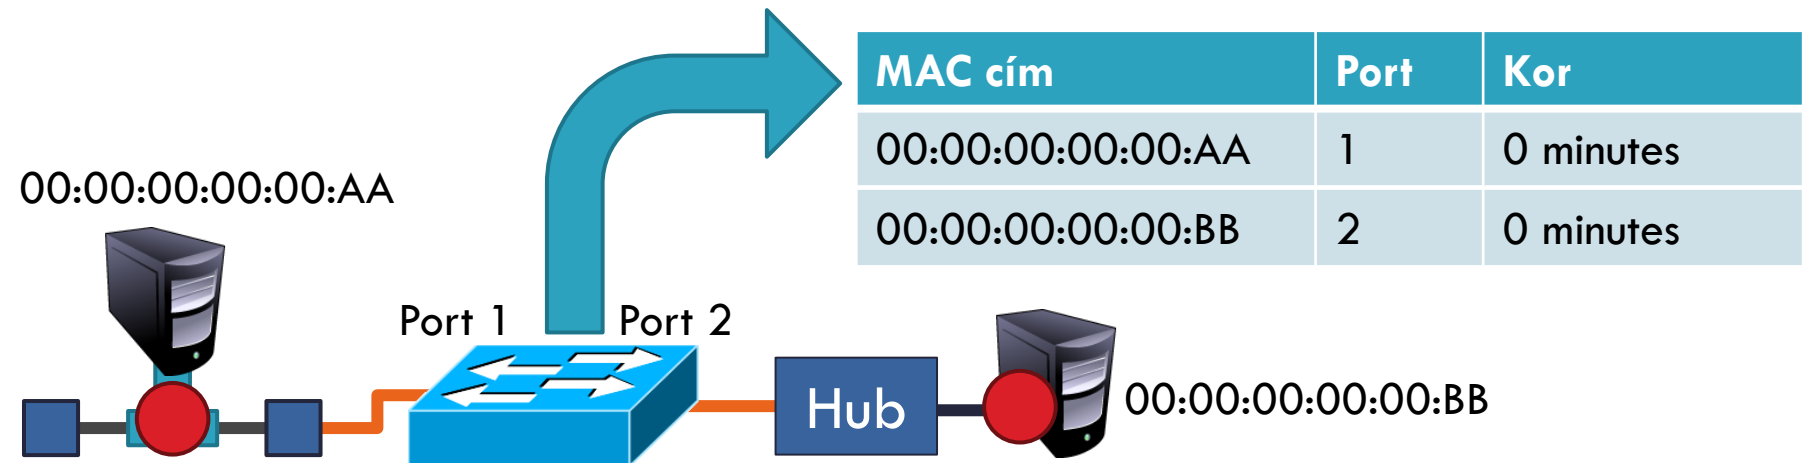 MAC cím Port Kor
00:00:00:00:00:AA 1 0 minutes
00:00:00:00:00:BB 2 0 minutes
00:00:00:00:00:AA
Port 1 Port 2
Hub
00:00:00:00:00:BB